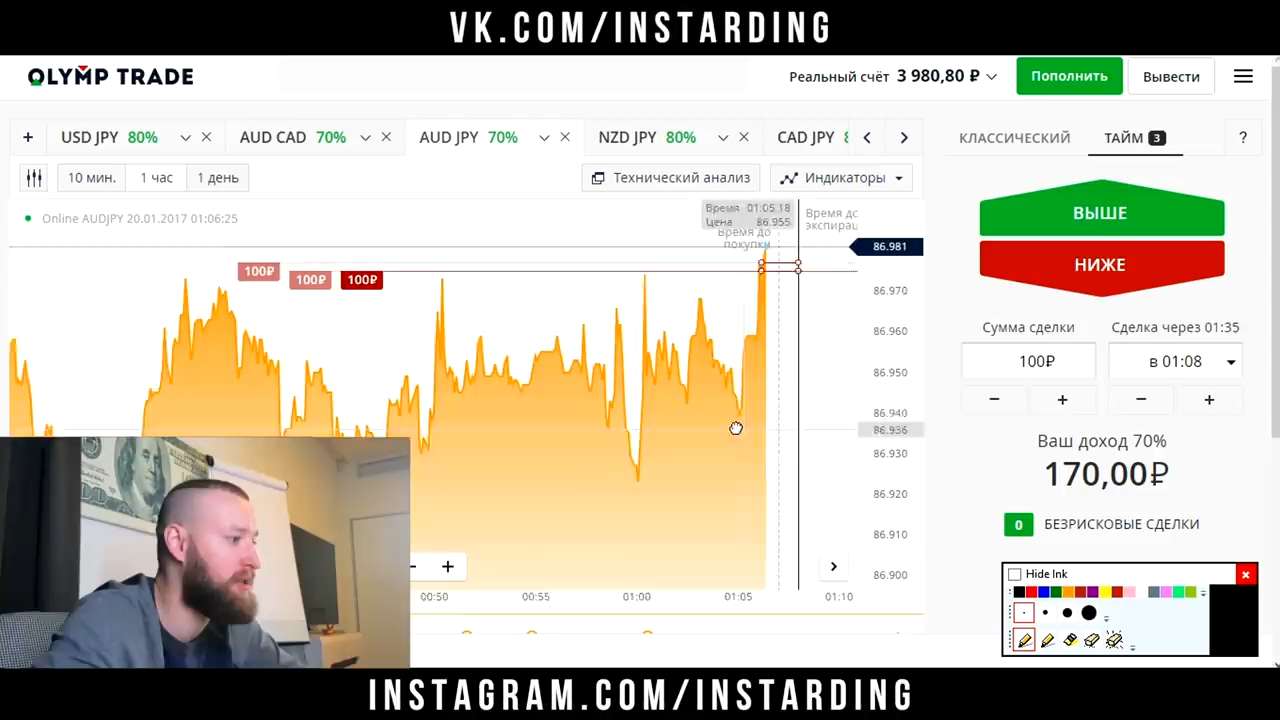 VK.COM/INSTARDING
OLYMP TRADE
Реальный счёт 3 980,80 ₽
Пополнить
Вывести
+ USD JPY 80%
AUD CAD 70%
AUD JPY 70%
NZD JPY 80%
CAD JPY
КЛАССИЧЕСКИЙ
ТАЙМ 3
?
10 мин.
1 час
1 день
Технический анализ
Индикаторы
Online AUDJPY 20.01.2017 01:06:25
Время 01:05:18
Цена 86.955
Время до
покупки
Время до
экспирац
86.981
100₽
100₽
100₽
86.970
86.960
86.950
86.940
86.936
86.930
86.920
86.910
86.900
00:50
00:55
01:00
01:05
01:10
ВЫШЕ
НИЖЕ
Сумма сделки
Сделка через 01:35
100₽
в 01:08
− +
− +
Ваш доход 70%
170,00₽
0 БЕЗРИСКОВЫЕ СДЕЛКИ
Hide Ink
INSTAGRAM.COM/INSTARDING